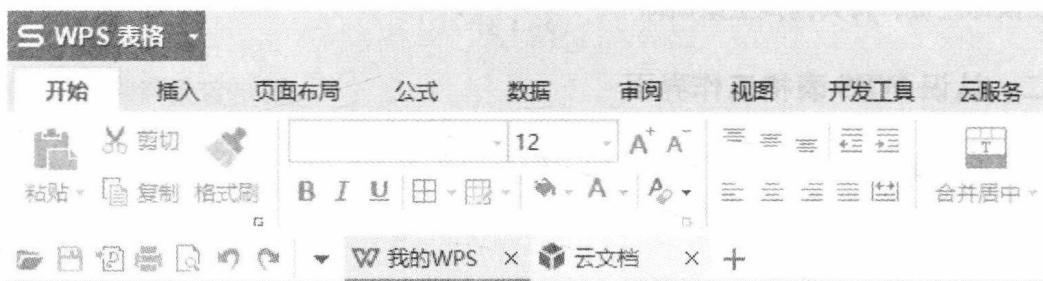 WPS 表格
开始 插入 页面布局 公式 数据 审阅 视图 开发工具 云服务
剪切 12 A+ A-
粘贴 复制 格式刷 B I U A 合并居中
我的WPS × 云文档 × +